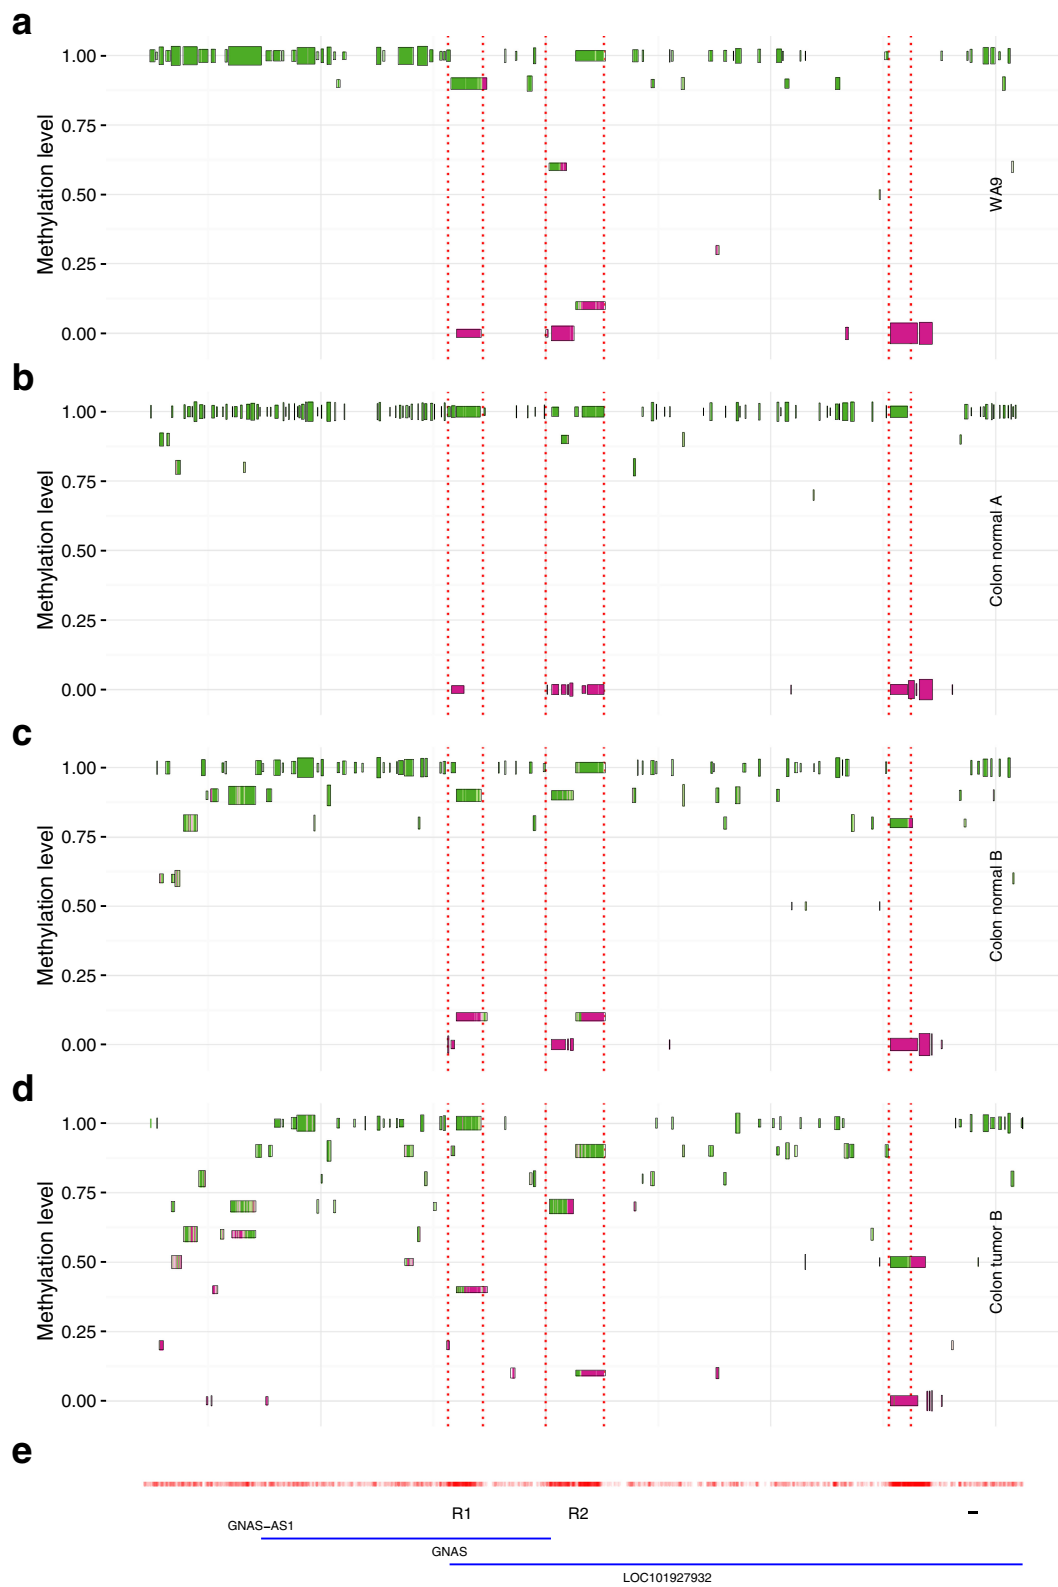 a
1.00
0.75
0.50
0.25
0.00
Methylation level
WA9
b
1.00
0.75
0.50
0.25
0.00
Methylation level
Colon normal A
c
1.00
0.75
0.50
0.25
0.00
Methylation level
Colon normal B
d
1.00
0.75
0.50
0.25
0.00
Methylation level
Colon tumor B
e
R1 R2
GNAS−AS1
GNAS
LOC101927932